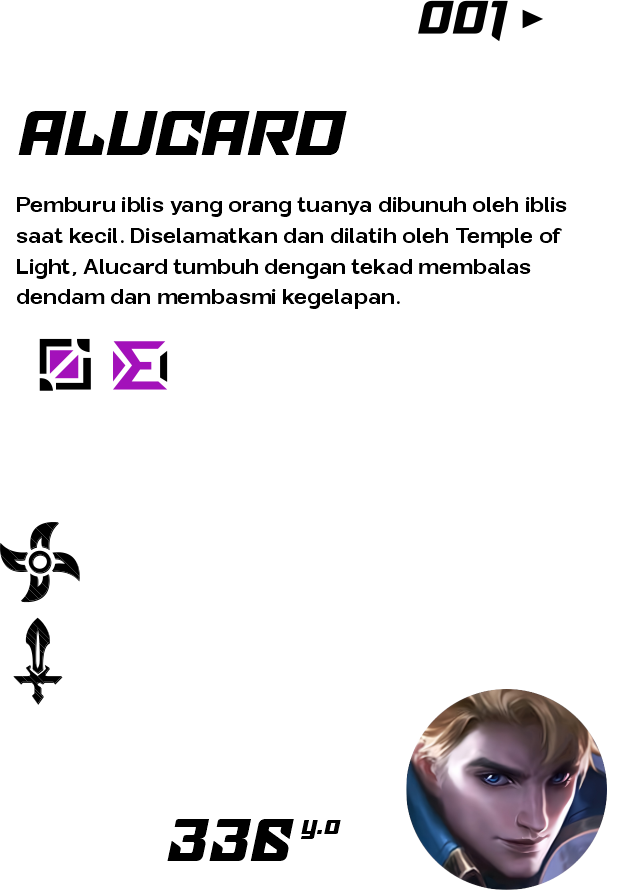 001
ALUCARD
Pemburu iblis yang orang tuanya dibunuh oleh iblis
saat kecil. Diselamatkan dan dilatih oleh Temple of
Light, Alucard tumbuh dengan tekad membalas
dendam dan membasmi kegelapan.
336 y.o